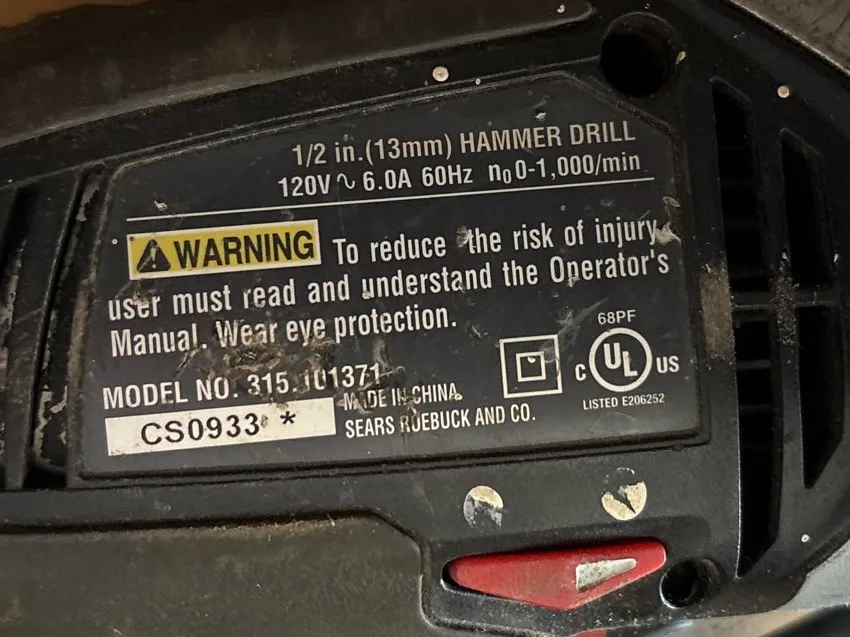 1/2 in.(13mm) HAMMER DRILL
120V ∿ 6.0A 60Hz n₀0-1,000/min
WARNING To reduce the risk of injury
user must read and understand the Operator's
Manual. Wear eye protection.
MODEL NO. 315.101371
MADE IN CHINA
CS0933 *
SEARS ROEBUCK AND CO.
68PF
C UL US
LISTED E206252